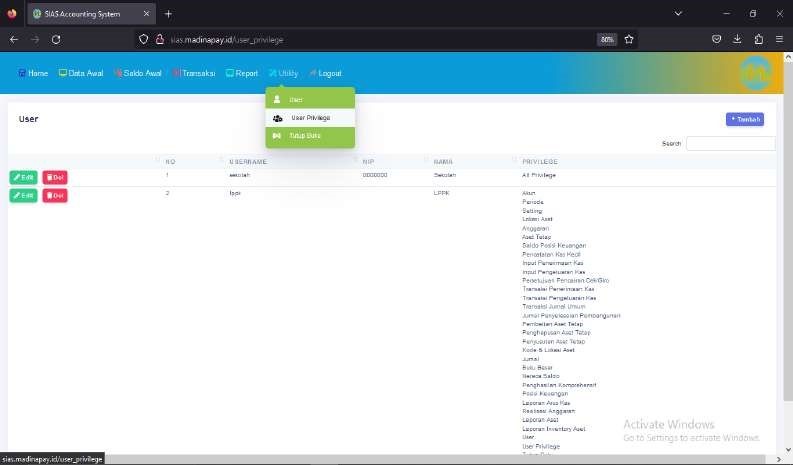 SIAS Accounting System
sias.madinapay.id/user_privilege
80%
Home Data Awal Saldo Awal Transaksi Report Utility Logout
User
User Privilege
Tutup Buku
User
+ Tambah
Search
NO USERNAME NIP NAMA PRIVILEGE
Edit Del 1 sekolah 0000000 Sekolah All Privilege
Edit Del 2 lppk LPPK Akun
Periode
Setting
Lokasi Aset
Anggaran
Aset Tetap
Saldo Posisi Keuangan
Pencatatan Kas Kecil
Input Penerimaan Kas
Input Pengeluaran Kas
Persetujuan Pencairan Cek/Giro
Transaksi Penerimaan Kas
Transaksi Pengeluaran Kas
Transaksi Jurnal Umum
Jurnal Penyelesaian Pembangunan
Pembelian Aset Tetap
Penghapusan Aset Tetap
Penyusutan Aset Tetap
Kode & Lokasi Aset
Jurnal
Buku Besar
Neraca Saldo
Penghasilan Komprehensif
Posisi Keuangan
Laporan Arus Kas
Realisasi Anggaran
Laporan Aset
Laporan Inventory Aset
User
User Privilege
Activate Windows
Go to Settings to activate Windows.
sias.madinapay.id/user_privilege